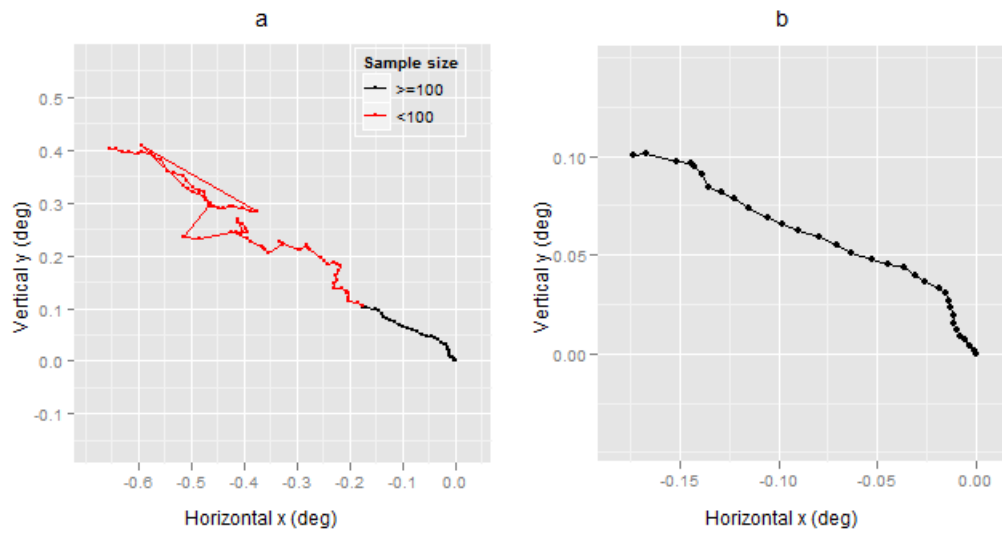 a
Sample size
>=100
<100
0.5
0.4
0.3
0.2
0.1
0.0
-0.1
Vertical y (deg)
-0.6 -0.5 -0.4 -0.3 -0.2 -0.1 0.0
Horizontal x (deg)
b
0.10
0.05
0.00
Vertical y (deg)
-0.15 -0.10 -0.05 0.00
Horizontal x (deg)